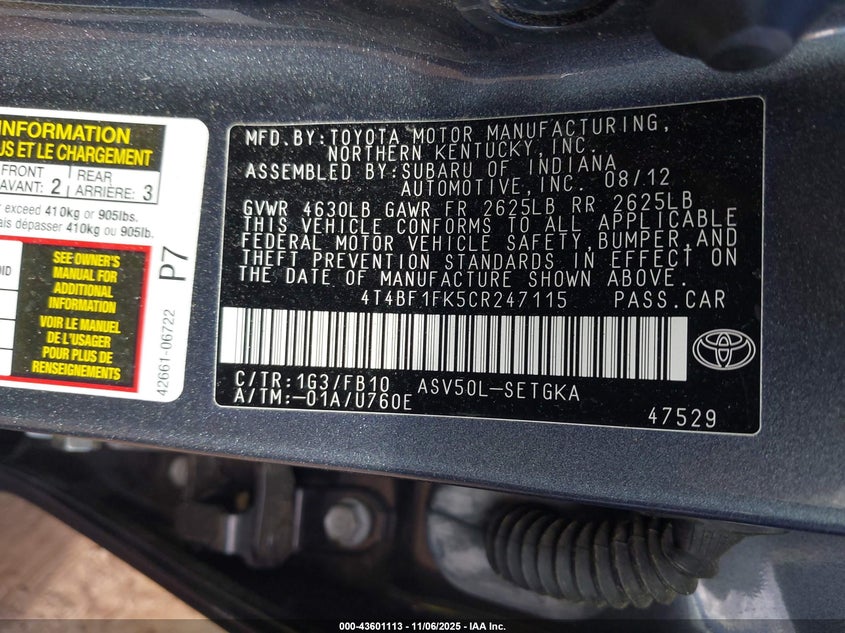 INFORMATION
US ET LE CHARGEMENT
FRONT
AVANT: 2
REAR
ARRIÈRE: 3
exceed 410kg or 905lbs.
ais dépasser 410kg ou 905lb.
SEE OWNER'S
MANUAL FOR
ADDITIONAL
INFORMATION
VOIR LE MANUEL
DE L'USAGER
POUR PLUS DE
RENSEIGNEMENTS
P7
42661-06722
MFD.BY:TOYOTA MOTOR MANUFACTURING,
NORTHERN KENTUCKY,INC.
ASSEMBLED BY:SUBARU OF INDIANA
AUTOMOTIVE,INC. 08/12
GVWR 4630LB GAWR FR 2625LB RR 2625LB
THIS VEHICLE CONFORMS TO ALL APPLICABLE
FEDERAL MOTOR VEHICLE SAFETY,BUMPER,AND
THEFT PREVENTION STANDARDS IN EFFECT ON
THE DATE OF MANUFACTURE SHOWN ABOVE.
4T4BF1FK5CR247115 PASS.CAR
C/TR:1G3/FB10 ASV50L-SETGKA
A/TM:-01A/U760E
47529
000-43601113 - 11/06/2025 - IAA Inc.